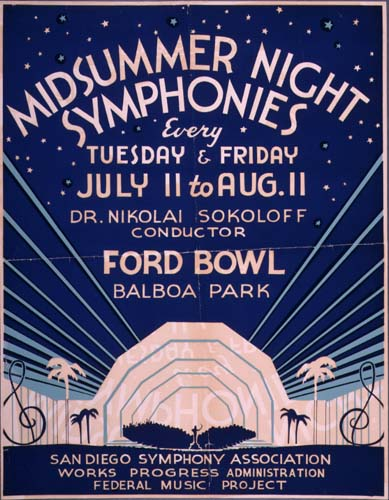 MIDSUMMER NIGHT
SYMPHONIES
Every
TUESDAY & FRIDAY
JULY 11 to AUG. 11
DR. NIKOLAI SOKOLOFF
CONDUCTOR
FORD BOWL
BALBOA PARK
SAN DIEGO SYMPHONY ASSOCIATION
WORKS PROGRESS ADMINISTRATION
FEDERAL MUSIC PROJECT